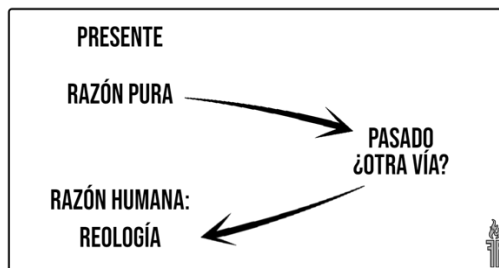 PRESENTE
RAZÓN PURA
PASADO
¿OTRA VÍA?
RAZÓN HUMANA:
REOLOGÍA